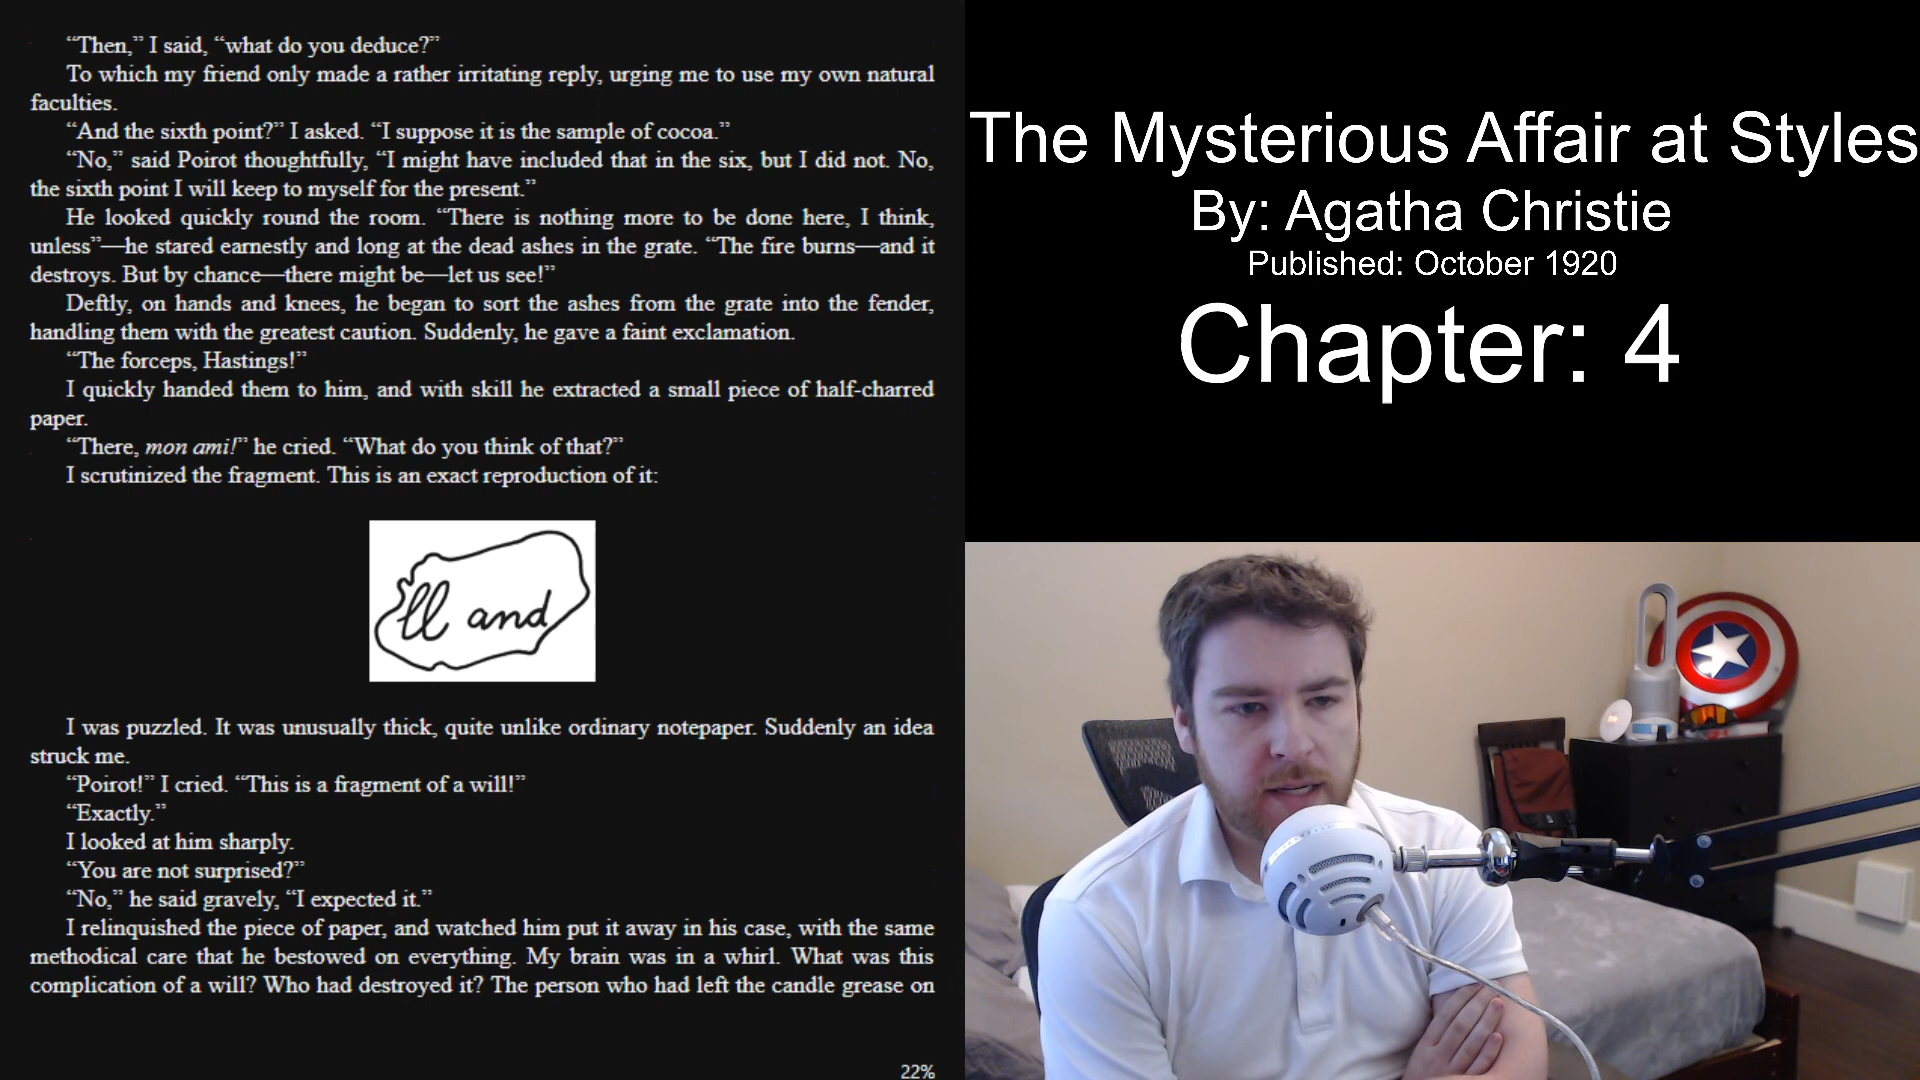 “Then,” I said, “what do you deduce?”
To which my friend only made a rather irritating reply, urging me to use my own natural
faculties.
“And the sixth point?” I asked. “I suppose it is the sample of cocoa.”
“No,” said Poirot thoughtfully, “I might have included that in the six, but I did not. No,
the sixth point I will keep to myself for the present.”
He looked quickly round the room. “There is nothing more to be done here, I think,
unless”—he stared earnestly and long at the dead ashes in the grate. “The fire burns—and it
destroys. But by chance—there might be—let us see!”
Deftly, on hands and knees, he began to sort the ashes from the grate into the fender,
handling them with the greatest caution. Suddenly, he gave a faint exclamation.
“The forceps, Hastings!”
I quickly handed them to him, and with skill he extracted a small piece of half-charred
paper.
“There, mon ami!” he cried. “What do you think of that?”
I scrutinized the fragment. This is an exact reproduction of it:
ll and
I was puzzled. It was unusually thick, quite unlike ordinary notepaper. Suddenly an idea
struck me.
“Poirot!” I cried. “This is a fragment of a will!”
“Exactly.”
I looked at him sharply.
“You are not surprised?”
“No,” he said gravely, “I expected it.”
I relinquished the piece of paper, and watched him put it away in his case, with the same
methodical care that he bestowed on everything. My brain was in a whirl. What was this
complication of a will? Who had destroyed it? The person who had left the candle grease on
22%
The Mysterious Affair at Styles
By: Agatha Christie
Published: October 1920
Chapter: 4